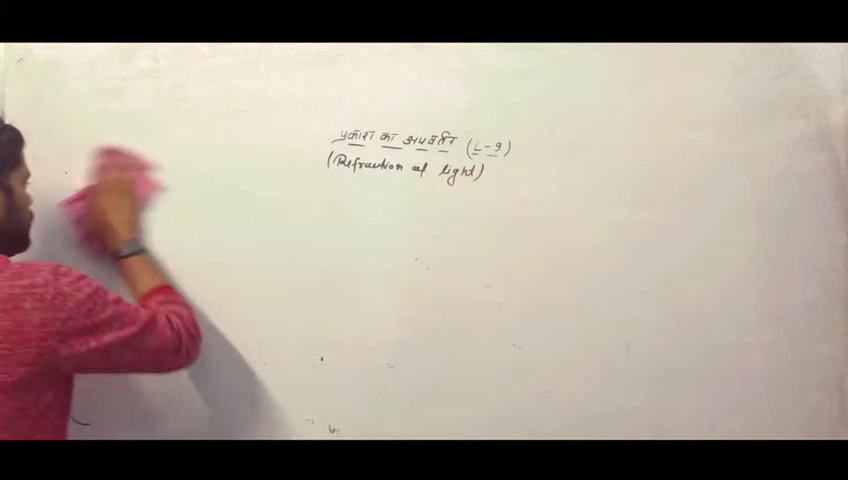 प्रकाश का अपवर्तन (L-9)
(Refraction of light)